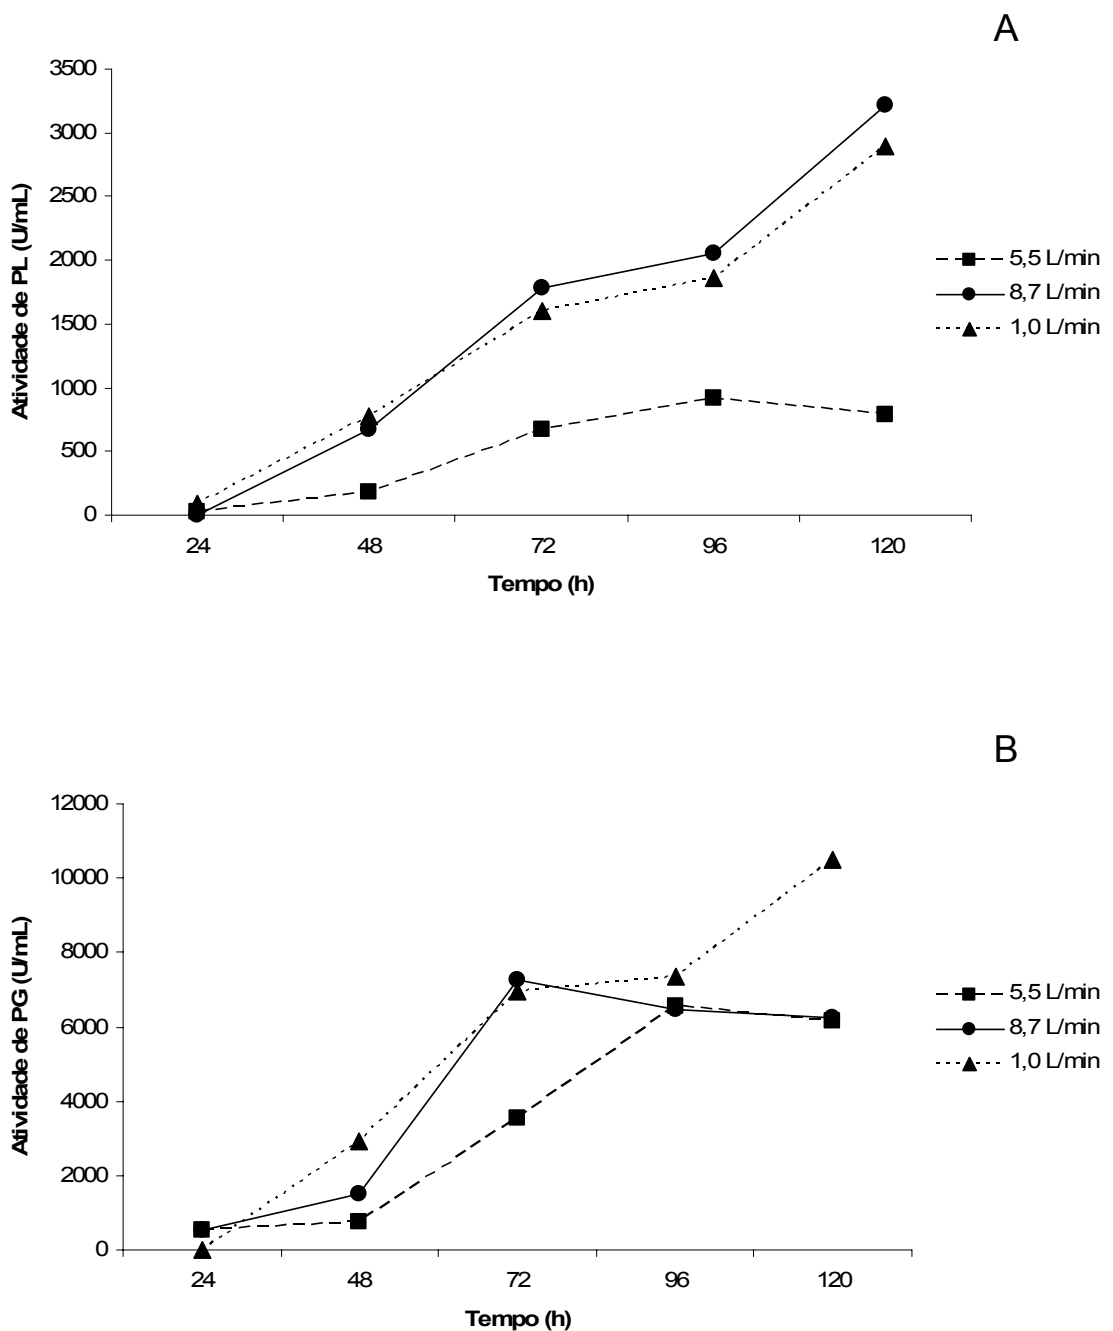 A
3500
3000
2500
2000
1500
1000
500
0
Atividade de PL (U/mL)
24 48 72 96 120
Tempo (h)
5,5 L/min
8,7 L/min
1,0 L/min
B
12000
10000
8000
6000
4000
2000
0
Atividade de PG (U/mL)
24 48 72 96 120
Tempo (h)
5,5 L/min
8,7 L/min
1,0 L/min